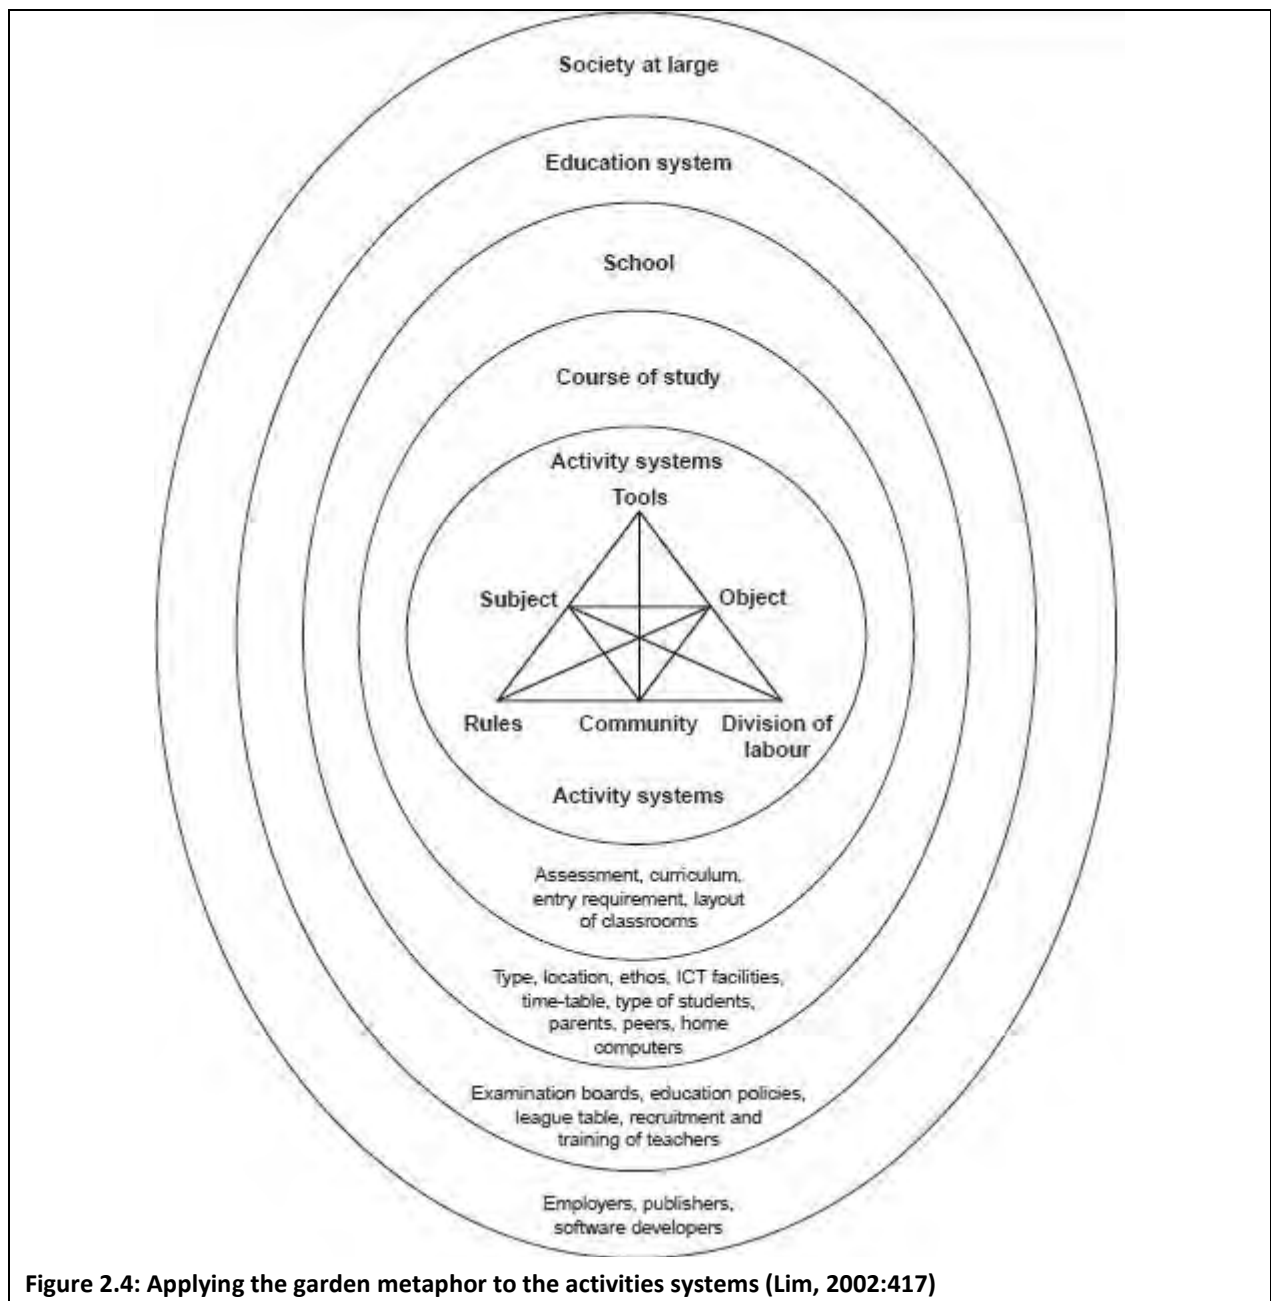 Society at large
Education system
School
Course of study
Activity systems
Tools
Subject
Object
Rules
Community
Division of
labour
Activity systems
Assessment, curriculum,
entry requirement, layout
of classrooms
Type, location, ethos, ICT facilities,
time-table, type of students,
parents, peers, home
computers
Examination boards, education policies,
league table, recruitment and
training of teachers
Employers, publishers,
software developers
Figure 2.4: Applying the garden metaphor to the activities systems (Lim, 2002:417)